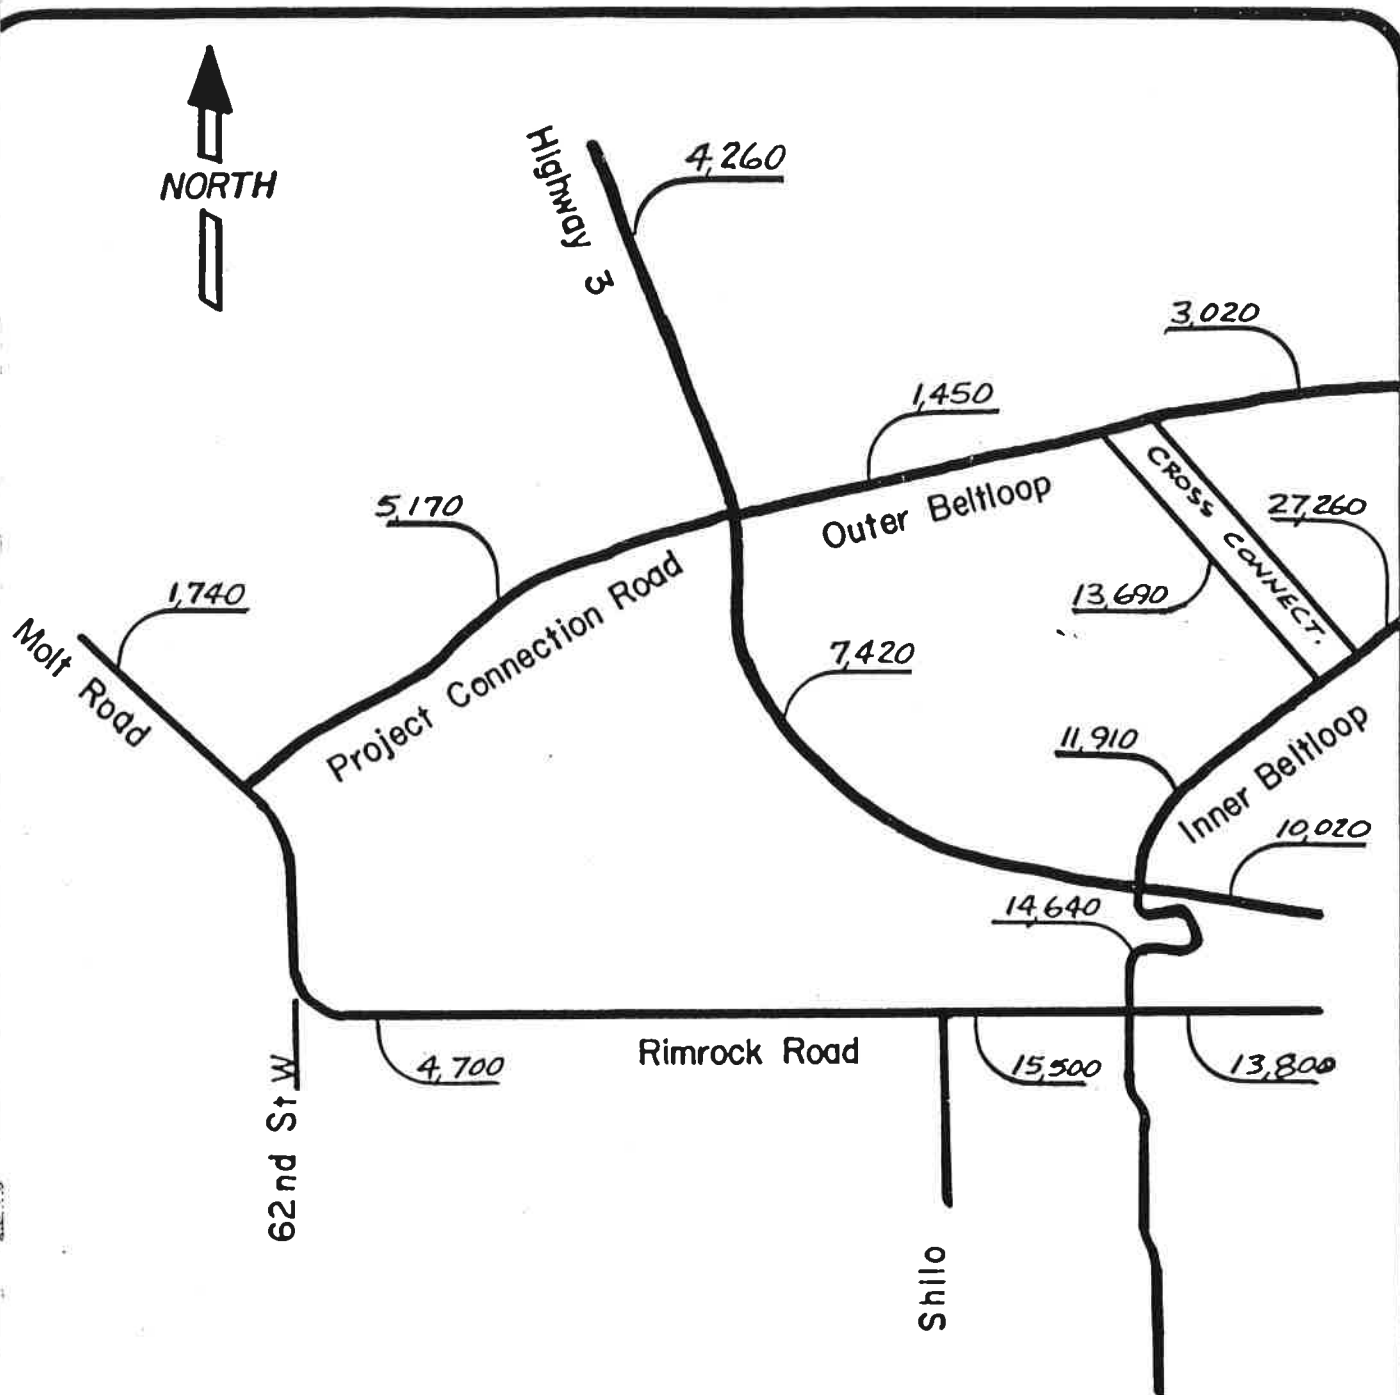 NORTH
Highway 3
4,260
3,020
1,450
Outer Beltloop
CROSS CONNECT.
27,260
5,170
Project Connection Road
13,690
1,740
Molt Road
7,420
11,910
Inner Beltloop
10,020
14,640
4,700
Rimrock Road
15,500
13,800
62nd St W
Shilo